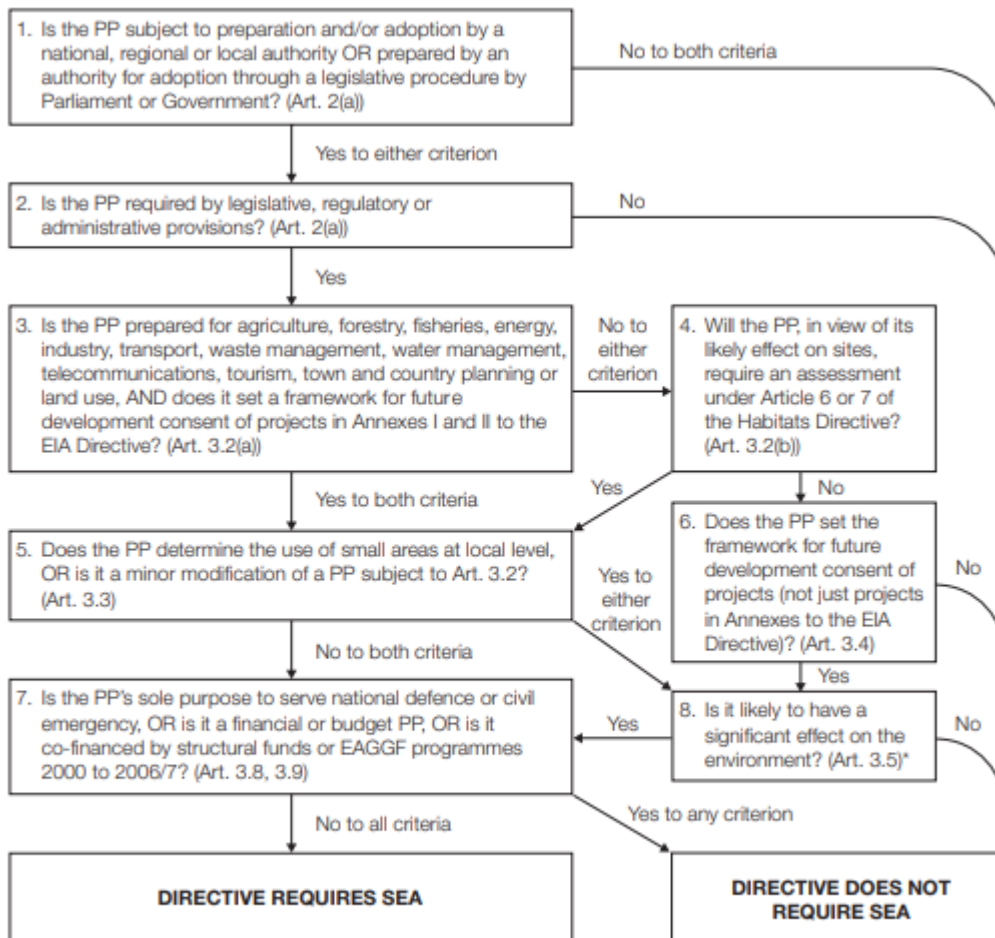 1. Is the PP subject to preparation and/or adoption by a
national, regional or local authority OR prepared by an
authority for adoption through a legislative procedure by
Parliament or Government? (Art. 2(a))
No to both criteria
Yes to either criterion
2. Is the PP required by legislative, regulatory or
administrative provisions? (Art. 2(a))
No
Yes
3. Is the PP prepared for agriculture, forestry, fisheries, energy,
industry, transport, waste management, water management,
telecommunications, tourism, town and country planning or
land use, AND does it set a framework for future
development consent of projects in Annexes I and II to the
EIA Directive? (Art. 3.2(a))
No to
either
criterion
4. Will the PP, in view of its
likely effect on sites,
require an assessment
under Article 6 or 7 of
the Habitats Directive?
(Art. 3.2(b))
Yes to both criteria
Yes
No
5. Does the PP determine the use of small areas at local level,
OR is it a minor modification of a PP subject to Art. 3.2?
(Art. 3.3)
Yes to
either
criterion
6. Does the PP set the
framework for future
development consent of
projects (not just projects
in Annexes to the EIA
Directive)? (Art. 3.4)
No
No to both criteria
Yes
7. Is the PP's sole purpose to serve national defence or civil
emergency, OR is it a financial or budget PP, OR is it
co-financed by structural funds or EAGGF programmes
2000 to 2006/7? (Art. 3.8, 3.9)
Yes
8. Is it likely to have a
significant effect on the
environment? (Art. 3.5)*
No
No to all criteria
Yes to any criterion
DIRECTIVE REQUIRES SEA
DIRECTIVE DOES NOT
REQUIRE SEA